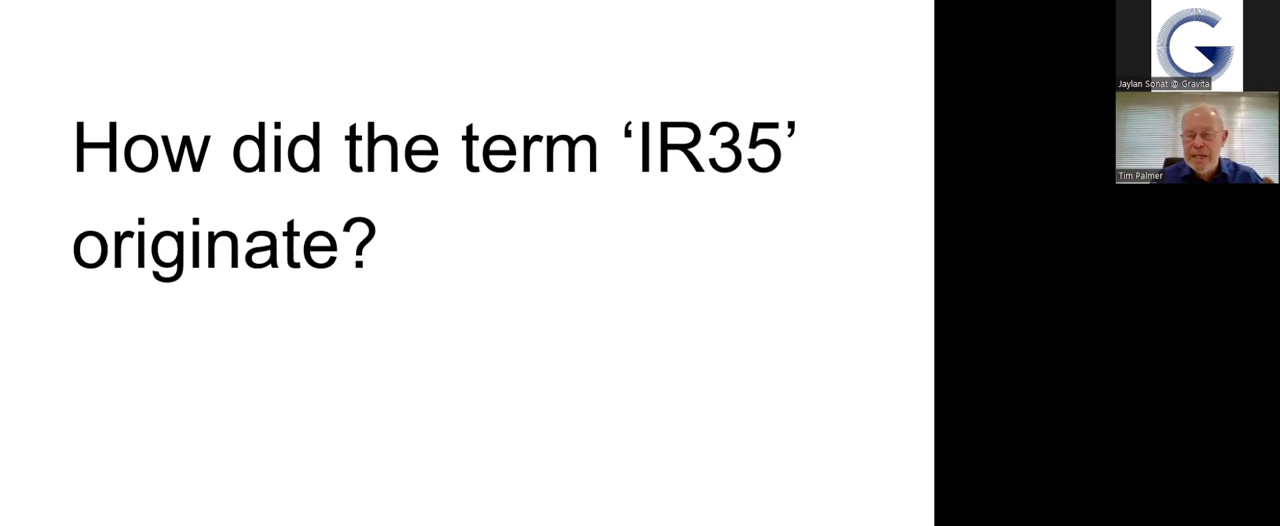 How did the term ‘IR35’
originate?
Jaylan Sonat @ Gravita
Tim Palmer